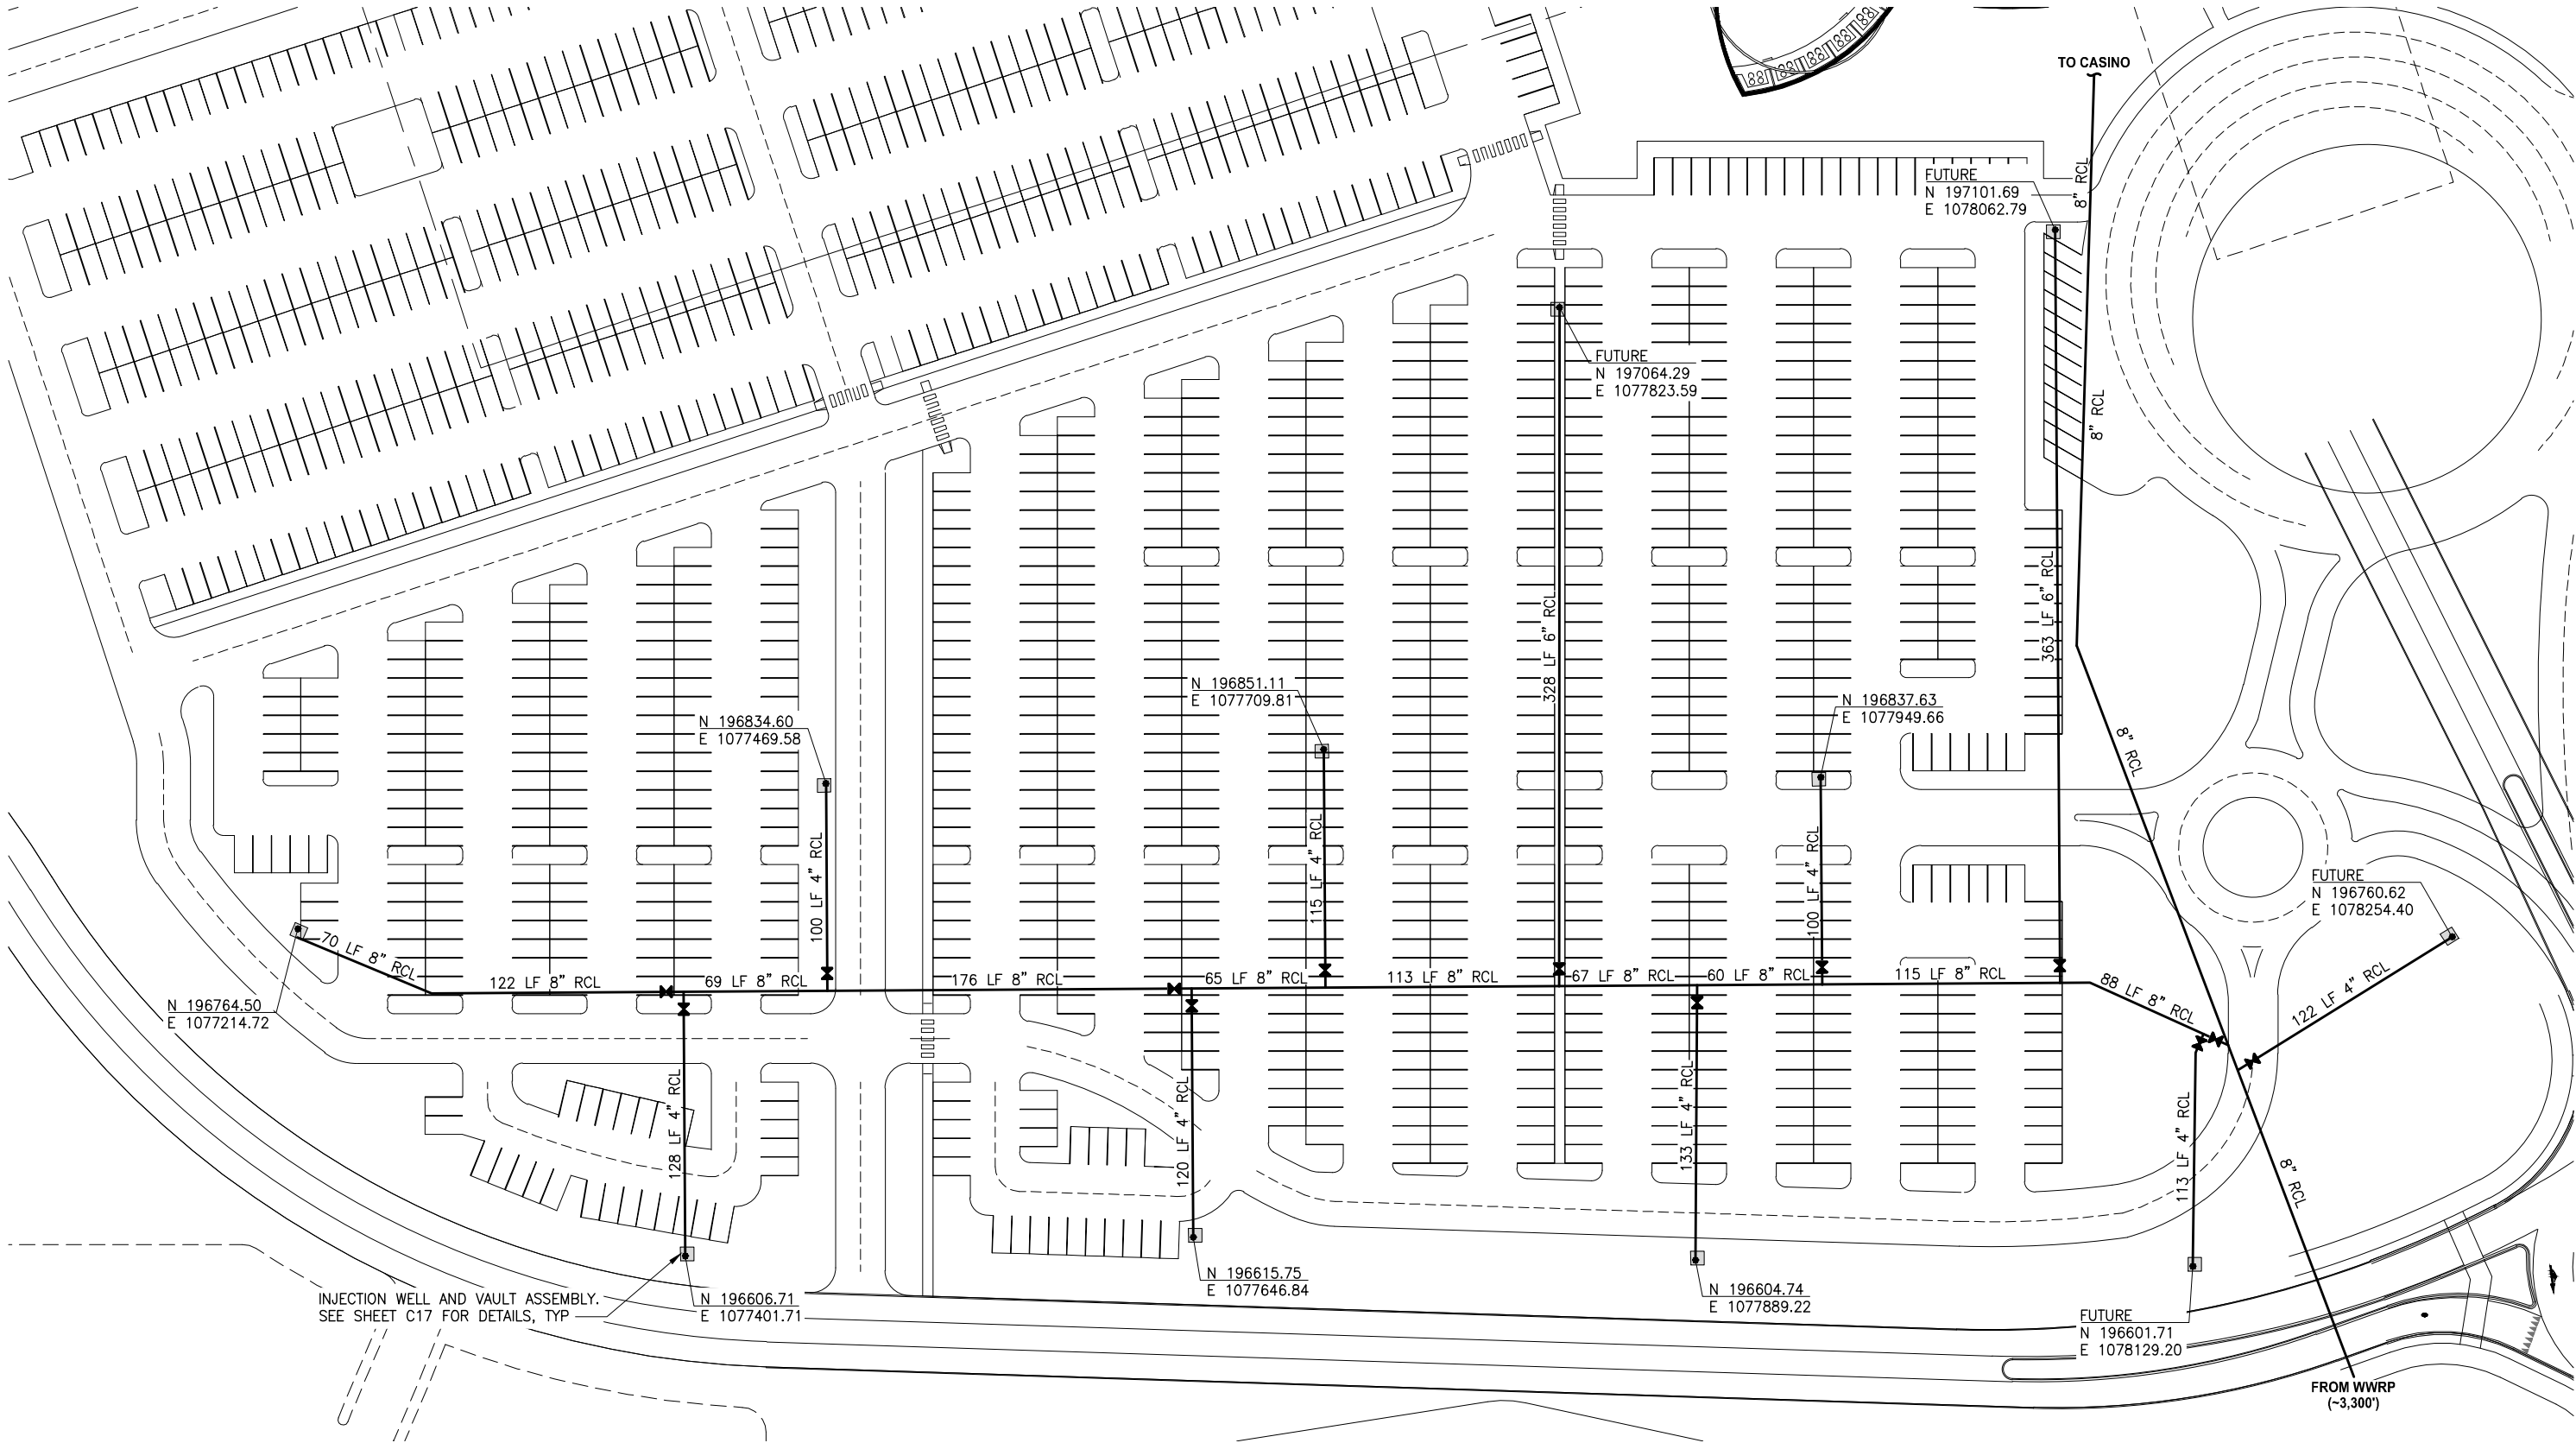 TO CASINO
8" RCL
FUTURE
N 197101.69
E 1078062.79
FUTURE
N 197064.29
E 1077823.59
8" RCL
328 LF 6" RCL
363 LF 6" RCL
N 196851.11
E 1077709.81
N 196837.63
E 1077949.66
N 196834.60
E 1077469.58
8" RCL
100 LF 4" RCL
115 LF 4" RCL
100 LF 4" RCL
FUTURE
N 196760.62
E 1078254.40
70 LF 8" RCL
122 LF 8" RCL
69 LF 8" RCL
176 LF 8" RCL
65 LF 8" RCL
113 LF 8" RCL
67 LF 8" RCL
60 LF 8" RCL
115 LF 8" RCL
88 LF 8" RCL
122 LF 4" RCL
N 196764.50
E 1077214.72
128 LF 4" RCL
120 LF 4" RCL
133 LF 4" RCL
113 LF 4" RCL
8" RCL
INJECTION WELL AND VAULT ASSEMBLY.
SEE SHEET C17 FOR DETAILS, TYP
N 196606.71
E 1077401.71
N 196615.75
E 1077646.84
N 196604.74
E 1077889.22
FUTURE
N 196601.71
E 1078129.20
FROM WWRP
(~3,300')